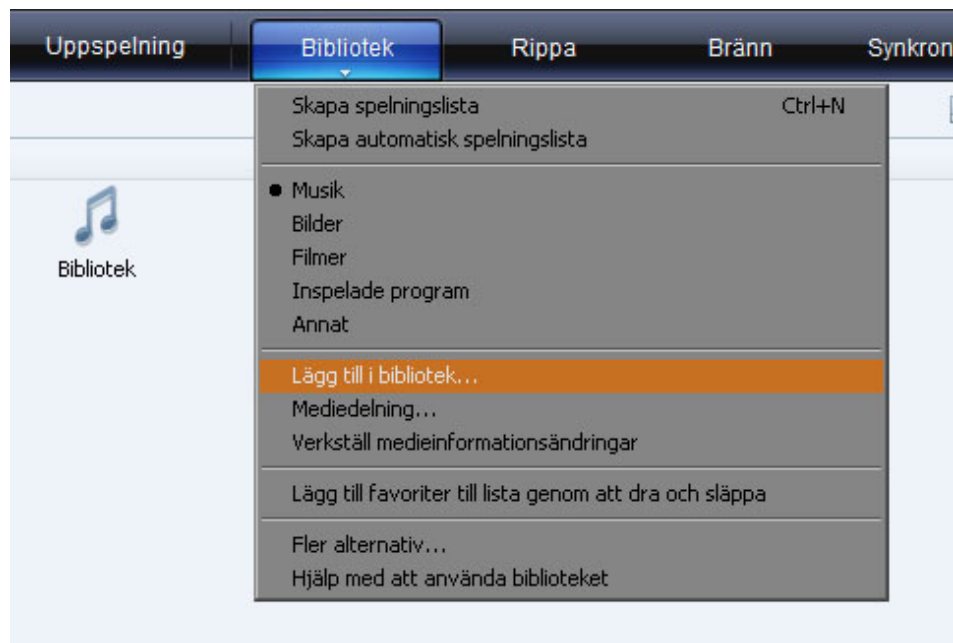 Uppspelning Bibliotek Rippa Bränn Synkron
Skapa spelningslista Ctrl+N
Skapa automatisk spelningslista
Musik
Bilder
Filmer
Inspelade program
Annat
Bibliotek
Lägg till i bibliotek...
Mediedelning...
Verkställ medieinformationsändringar
Lägg till favoriter till lista genom att dra och släppa
Fler alternativ...
Hjälp med att använda biblioteket